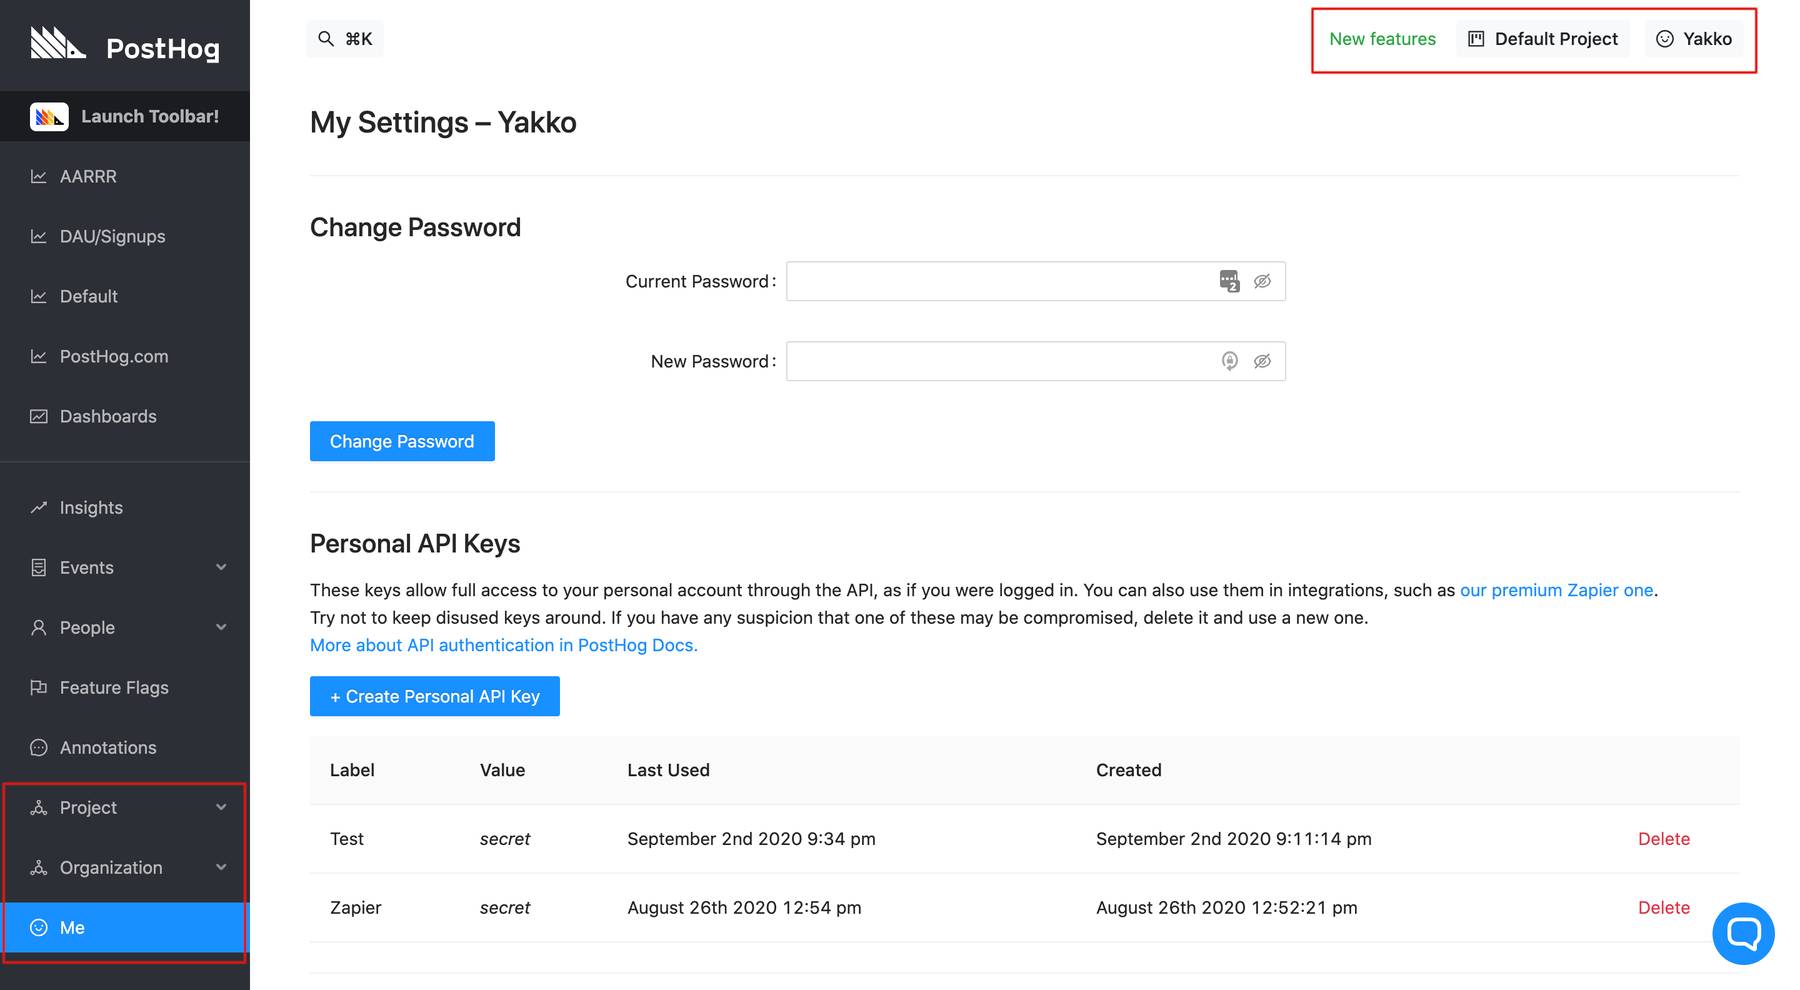 PostHog
Launch Toolbar!
AARRR
DAU/Signups
Default
PostHog.com
Dashboards
Insights
Events
People
Feature Flags
Annotations
Project
Organization
Me
⌘K
New features
Default Project
Yakko
My Settings – Yakko
Change Password
Current Password:
2
New Password:
Change Password
Personal API Keys
These keys allow full access to your personal account through the API, as if you were logged in. You can also use them in integrations, such as our premium Zapier one.
Try not to keep disused keys around. If you have any suspicion that one of these may be compromised, delete it and use a new one.
More about API authentication in PostHog Docs.
+ Create Personal API Key
Label Value Last Used Created
Test secret September 2nd 2020 9:34 pm September 2nd 2020 9:11:14 pm Delete
Zapier secret August 26th 2020 12:54 pm August 26th 2020 12:52:21 pm Delete